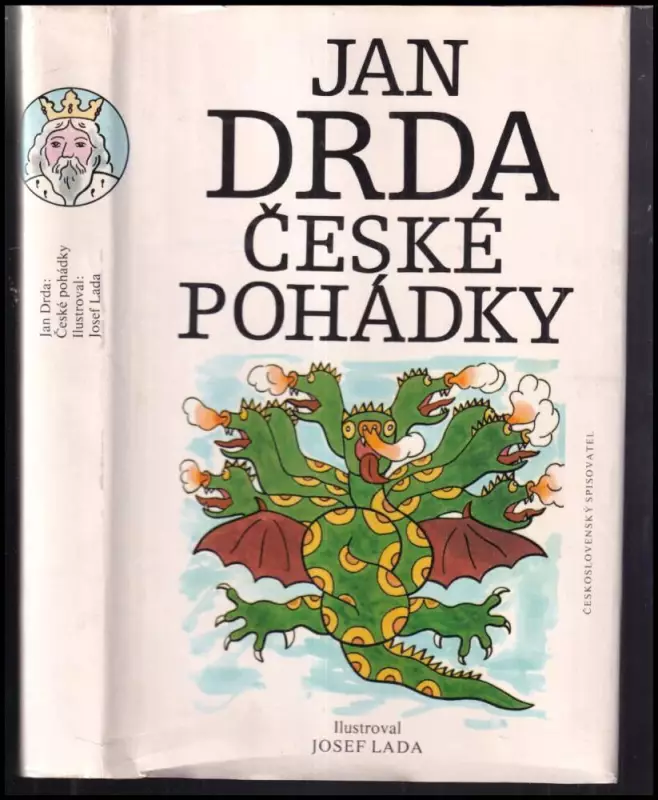 JAN
DRDA
ČESKÉ
POHÁDKY
Jan Drda:
České pohádky
Ilustroval:
Josef Lada
ČESKOSLOVENSKÝ SPISOVATEL
Ilustroval
JOSEF LADA